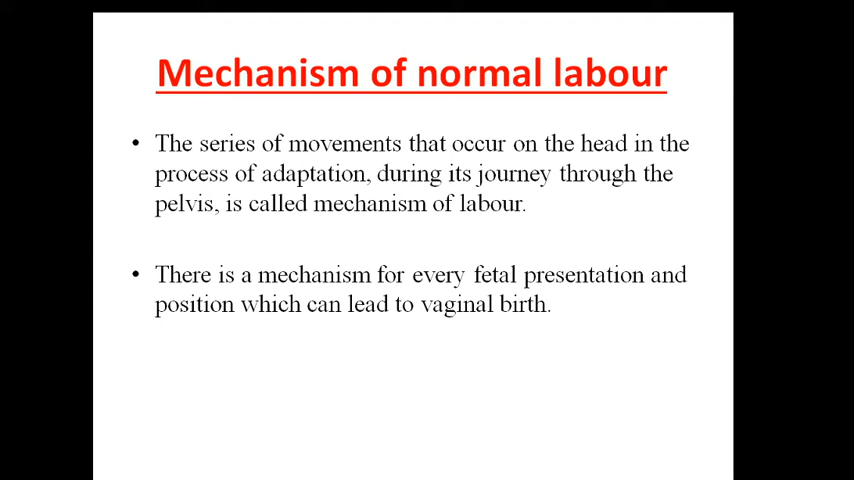 Mechanism of normal labour
• The series of movements that occur on the head in the
process of adaptation, during its journey through the
pelvis, is called mechanism of labour.
• There is a mechanism for every fetal presentation and
position which can lead to vaginal birth.